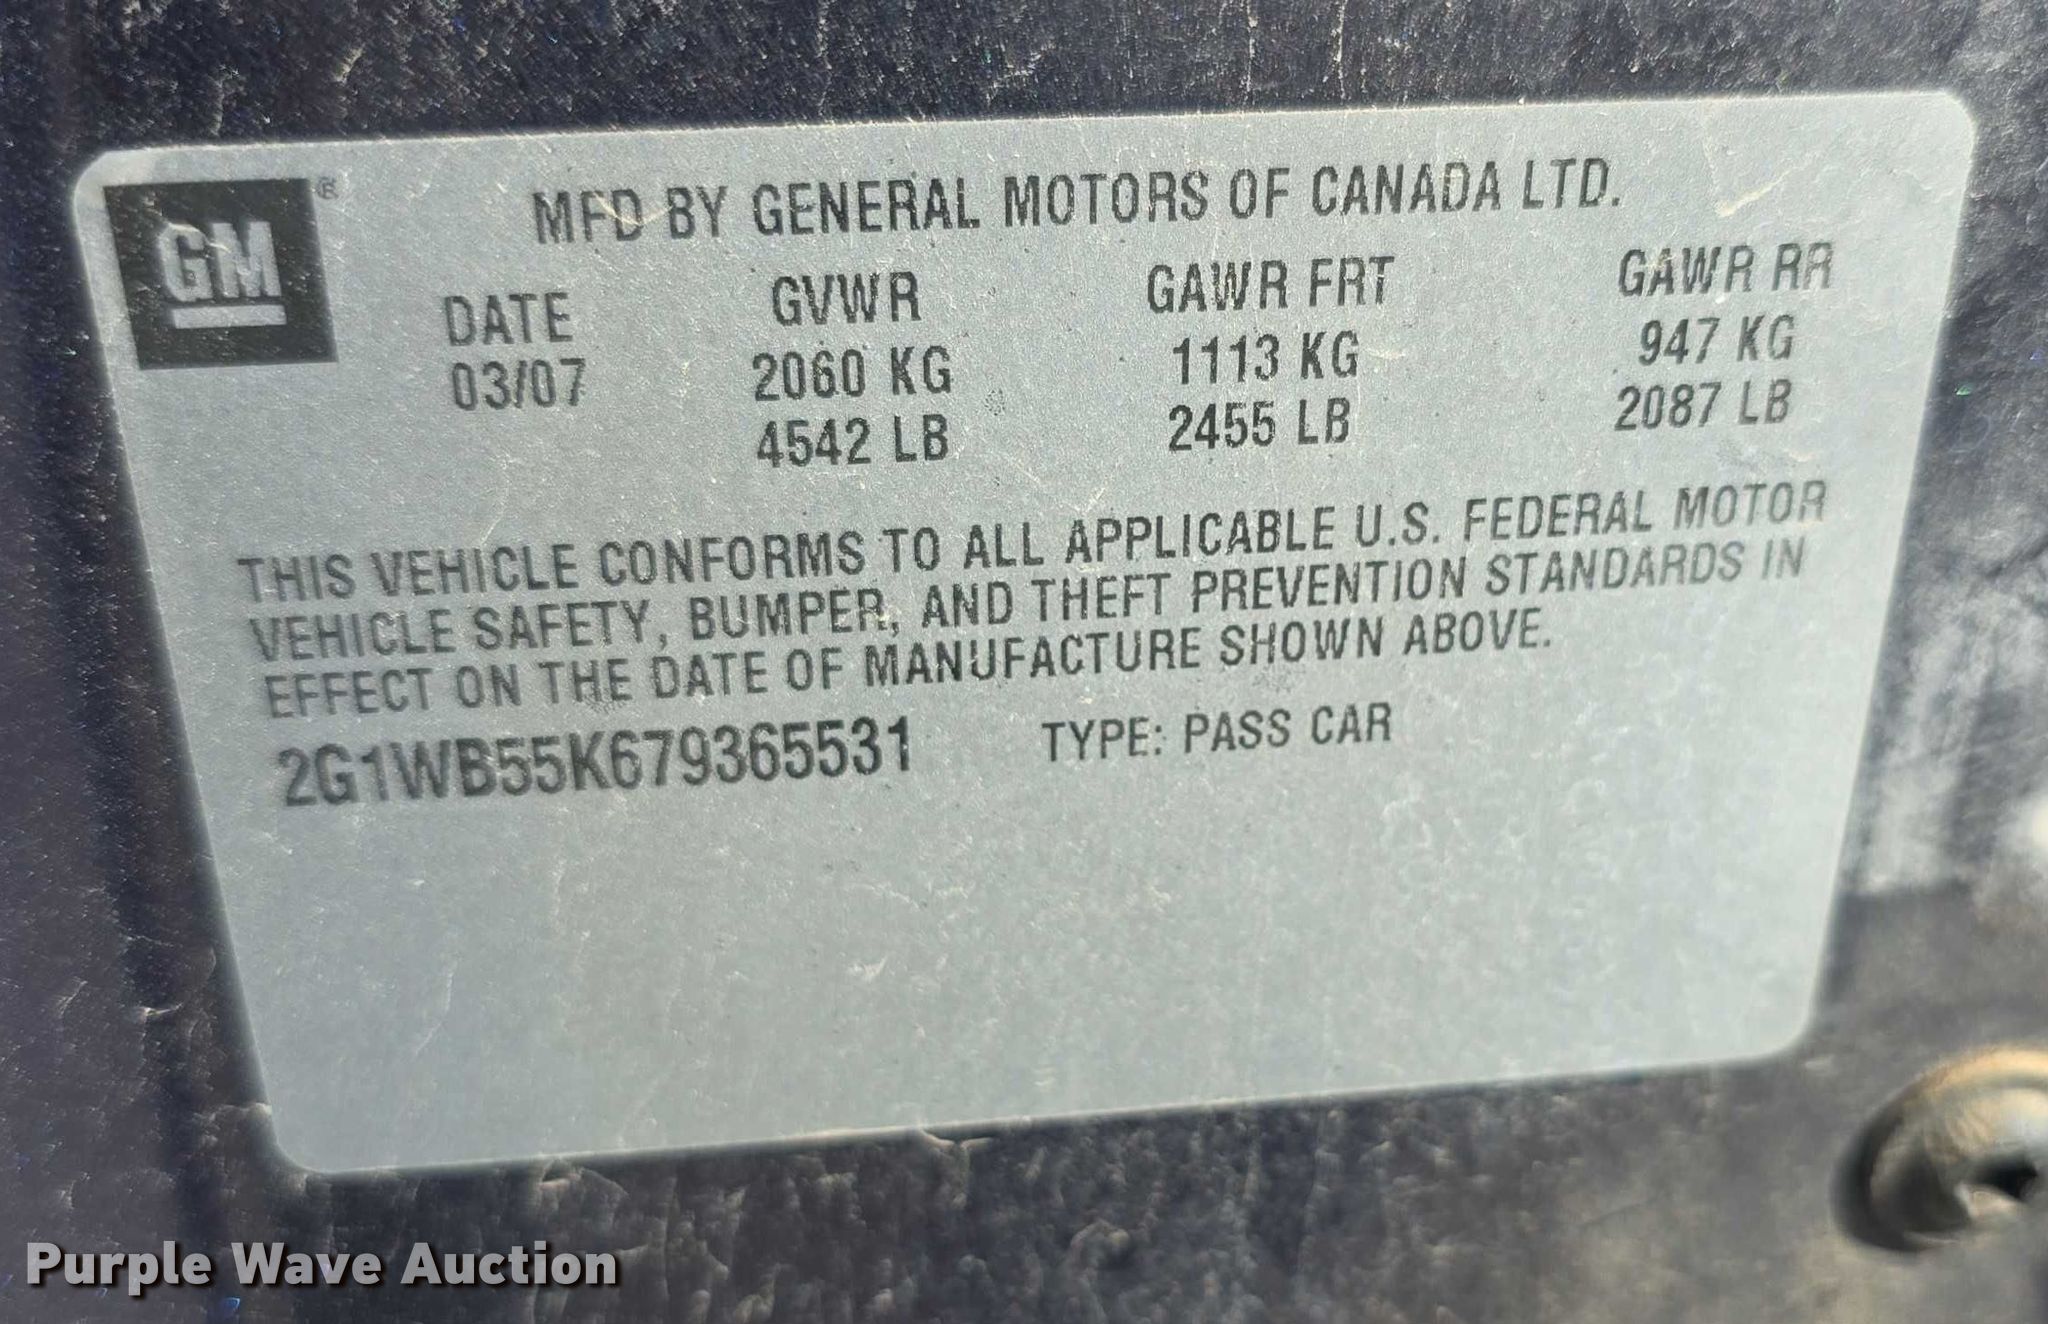 GM ®
MFD BY GENERAL MOTORS OF CANADA LTD.
DATE GVWR GAWR FRT GAWR RR
03/07 2060 KG 1113 KG 947 KG
4542 LB 2455 LB 2087 LB
THIS VEHICLE CONFORMS TO ALL APPLICABLE U.S. FEDERAL MOTOR
VEHICLE SAFETY, BUMPER, AND THEFT PREVENTION STANDARDS IN
EFFECT ON THE DATE OF MANUFACTURE SHOWN ABOVE.
2G1WB55K679365531 TYPE: PASS CAR
Purple Wave Auction